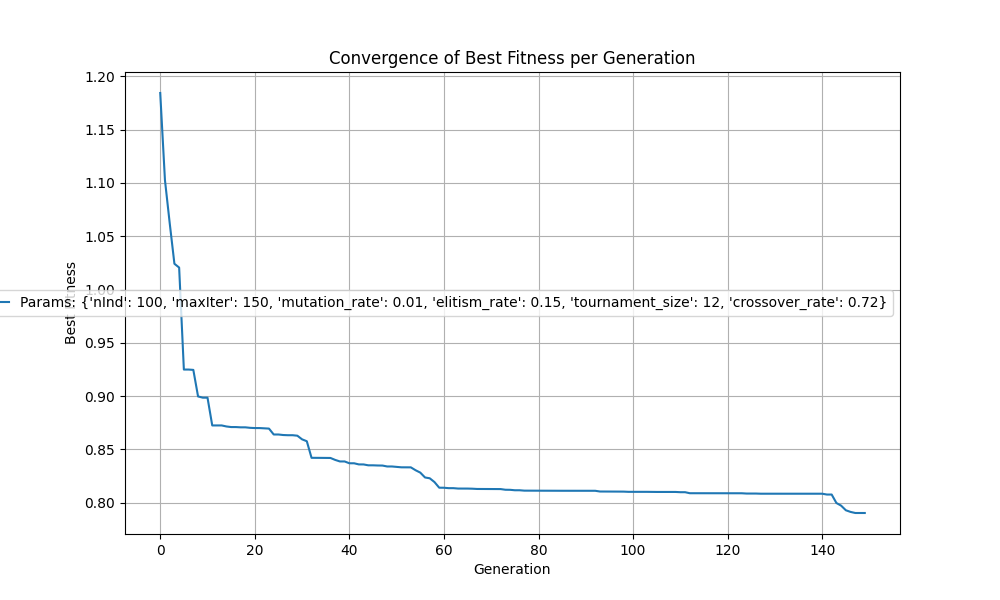 Convergence of Best Fitness per Generation
1.20
1.15
1.10
1.05
1.00
Params: {'nInd': 100, 'maxIter': 150, 'mutation_rate': 0.01, 'elitism_rate': 0.15, 'tournament_size': 12, 'crossover_rate': 0.72}
0.95
0.90
0.85
0.80
Best Fitness
0 20 40 60 80 100 120 140
Generation